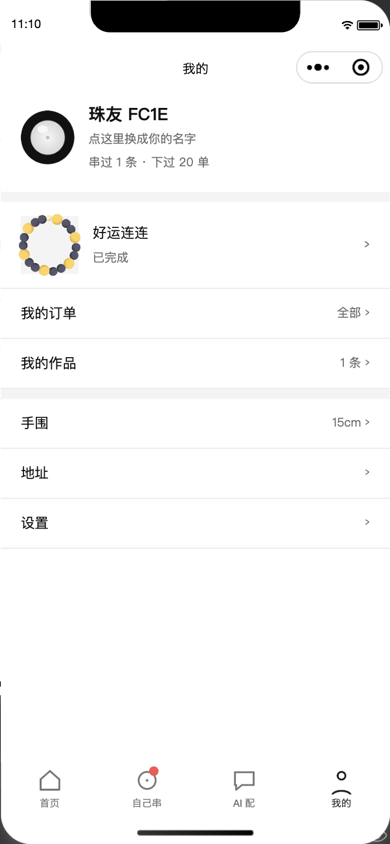 11:10
我的
珠友 FC1E
点这里换成你的名字
串过 1 条 · 下过 20 单
好运连连
已完成
我的订单 全部
我的作品 1 条
手围 15cm
地址
设置
首页 自己串 AI 配 我的